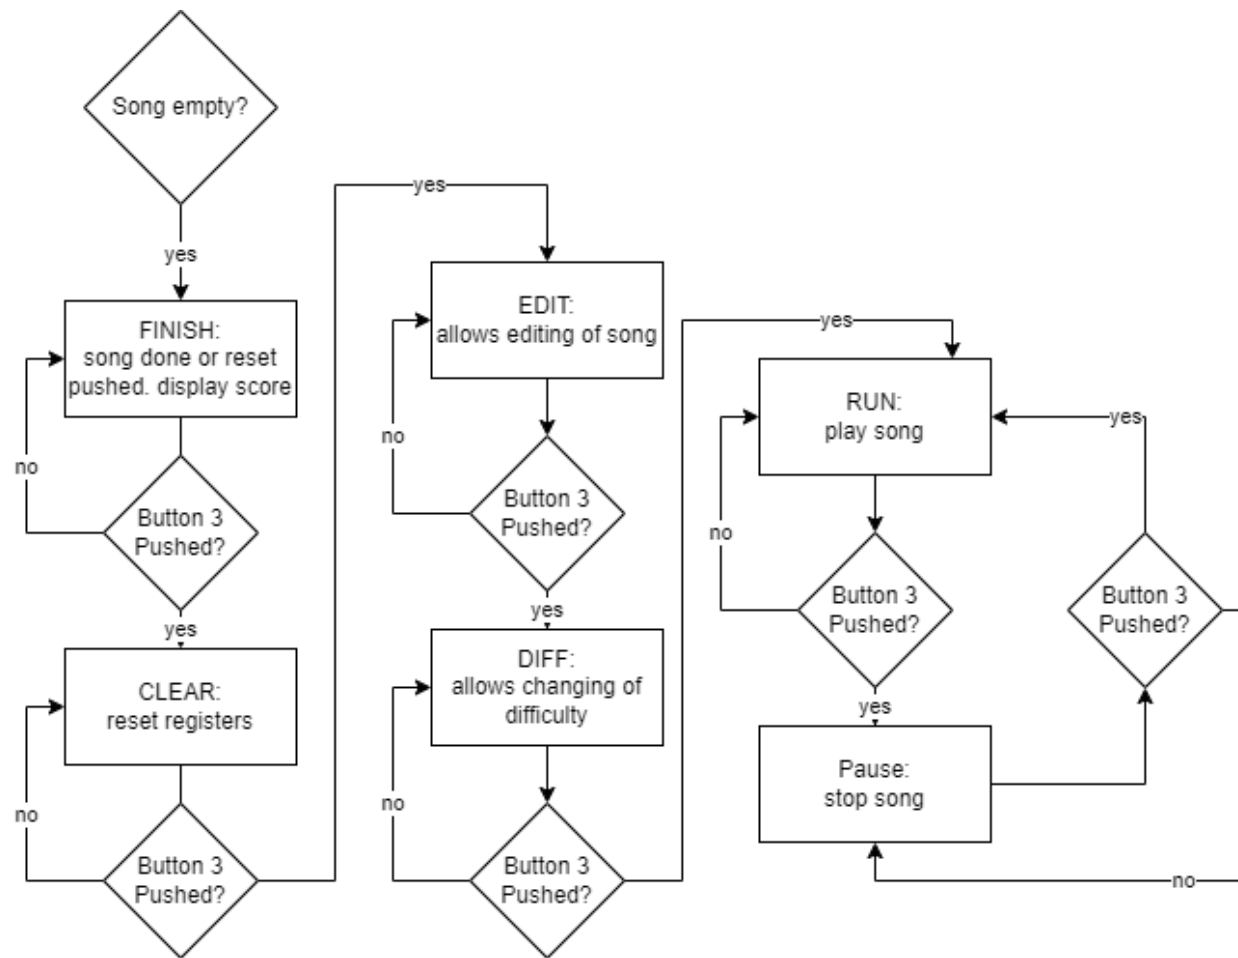 Song empty?
yes
FINISH:
song done or reset
pushed. display score
no
Button 3
Pushed?
yes
CLEAR:
reset registers
no
Button 3
Pushed?
yes
EDIT:
allows editing of song
no
Button 3
Pushed?
yes
DIFF:
allows changing of
difficulty
no
Button 3
Pushed?
yes
RUN:
play song
no
Button 3
Pushed?
yes
Pause:
stop song
Button 3
Pushed?
yes
no